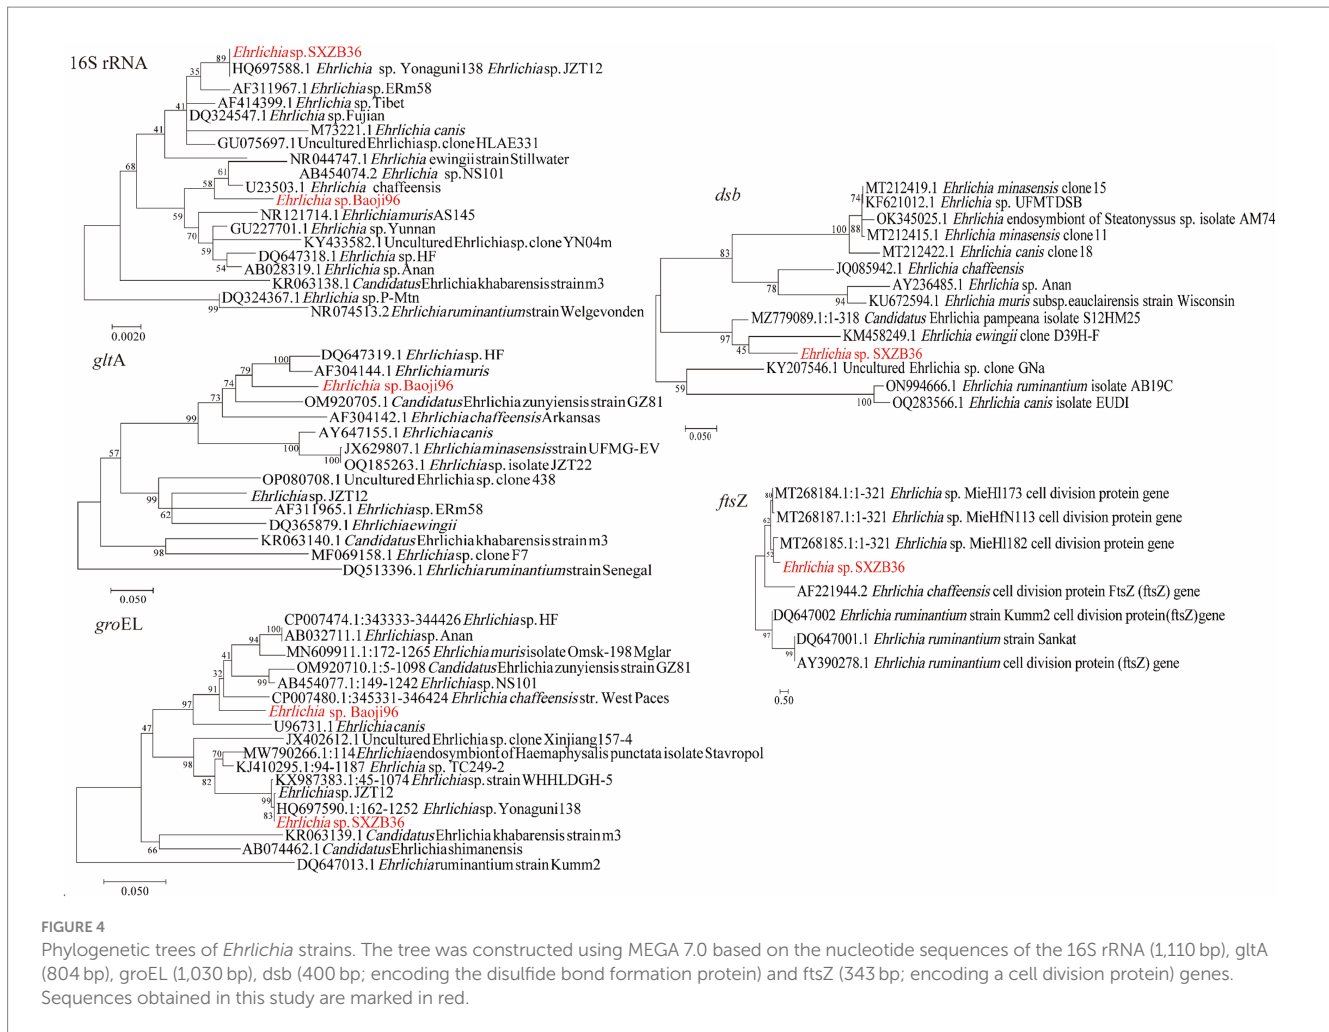 16S rRNA
89
Ehrlichia sp. SXZB36
HQ697588.1 Ehrlichia sp. Yonaguni138 Ehrlichia sp. JZT12
35
AF311967.1 Ehrlichia sp. ERm58
41
AF414399.1 Ehrlichia sp. Tibet
DQ324547.1 Ehrlichia sp. Fujian
41
M73221.1 Ehrlichia canis
GU075697.1 Uncultured Ehrlichia sp. clone HLAE331
68
NR044747.1 Ehrlichia ewingii strain Stillwater
61
AB454074.2 Ehrlichia sp. NS101
58
U23503.1 Ehrlichia chaffeensis
Ehrlichia sp. Baoji96
59
NR121714.1 Ehrlichia muris AS145
GU227701.1 Ehrlichia sp. Yunnan
70
KY433582.1 Uncultured Ehrlichia sp. clone YN04m
59
DQ647318.1 Ehrlichia sp. HF
54
AB028319.1 Ehrlichia sp. Anan
KR063138.1 Candidatus Ehrlichia khabarensis strain m3
DQ324367.1 Ehrlichia sp. P-Mtn
99
NR074513.2 Ehrlichia ruminantium strain Welgevonden
0.0020
gltA
100
DQ647319.1 Ehrlichia sp. HF
79
AF304144.1 Ehrlichia muris
74
Ehrlichia sp. Baoji96
73
OM920705.1 Candidatus Ehrlichia zunyiensis strain GZ81
99
AF304142.1 Ehrlichia chaffeensis Arkansas
AY647155.1 Ehrlichia canis
100
JX629807.1 Ehrlichia minasensis strain UFMG-EV
100
OQ185263.1 Ehrlichia sp. isolate JZT22
57
OP080708.1 Uncultured Ehrlichia sp. clone 438
99
Ehrlichia sp. JZT12
AF311965.1 Ehrlichia sp. ERm58
62
DQ365879.1 Ehrlichia ewingii
KR063140.1 Candidatus Ehrlichia khabarensis strain m3
98
MF069158.1 Ehrlichia sp. clone F7
DQ513396.1 Ehrlichia ruminantium strain Senegal
0.050
groEL
CP007474.1:343333-344426 Ehrlichia sp. HF
100
AB032711.1 Ehrlichia sp. Anan
94
MN609911.1:172-1265 Ehrlichia muris isolate Omsk-198 Mglar
41
OM920710.1:5-1098 Candidatus Ehrlichia zunyiensis strain GZ81
32
99
AB454077.1:149-1242 Ehrlichia sp. NS101
91
CP007480.1:345331-346424 Ehrlichia chaffeensis str. West Paces
97
Ehrlichia sp. Baoji96
U96731.1 Ehrlichia canis
47
JX402612.1 Uncultured Ehrlichia sp. clone Xinjiang157-4
70
MW790266.1:114 Ehrlichia endosymbiont of Haemaphysalis punctata isolate Stavropol
98
KJ410295.1:94-1187 Ehrlichia sp. TC249-2
82
KX987383.1:45-1074 Ehrlichia sp. strain WHHLDGH-5
Ehrlichia sp. JZT12
99
HQ697590.1:162-1252 Ehrlichia sp. Yonaguni138
83
Ehrlichia sp. SXZB36
KR063139.1 Candidatus Ehrlichia khabarensis strain m3
66
AB074462.1 Candidatus Ehrlichia shimanensis
DQ647013.1 Ehrlichia ruminantium strain Kumm2
0.050
dsb
MT212419.1 Ehrlichia minasensis clone 15
74
KF621012.1 Ehrlichia sp. UFMT DSB
OK345025.1 Ehrlichia endosymbiont of Steatonyssus sp. isolate AM74
100
88
MT212415.1 Ehrlichia minasensis clone 11
MT212422.1 Ehrlichia canis clone 18
83
JQ085942.1 Ehrlichia chaffeensis
78
AY236485.1 Ehrlichia sp. Anan
94
KU672594.1 Ehrlichia muris subsp. eauclairensis strain Wisconsin
MZ779089.1:1-318 Candidatus Ehrlichia pampeana isolate S12HM25
97
KM458249.1 Ehrlichia ewingii clone D39H-F
45
Ehrlichia sp. SXZB36
KY207546.1 Uncultured Ehrlichia sp. clone GNa
59
ON994666.1 Ehrlichia ruminantium isolate AB19C
100
OQ283566.1 Ehrlichia canis isolate EUDI
0.050
ftsZ
80
MT268184.1:1-321 Ehrlichia sp. MieHl173 cell division protein gene
62
MT268187.1:1-321 Ehrlichia sp. MieHfN113 cell division protein gene
MT268185.1:1-321 Ehrlichia sp. MieHl182 cell division protein gene
52
Ehrlichia sp. SXZB36
AF221944.2 Ehrlichia chaffeensis cell division protein FtsZ (ftsZ) gene
DQ647002 Ehrlichia ruminantium strain Kumm2 cell division protein(ftsZ)gene
97
DQ647001.1 Ehrlichia ruminantium strain Sankat
99
AY390278.1 Ehrlichia ruminantium cell division protein (ftsZ) gene
0.50
FIGURE 4
Phylogenetic trees of Ehrlichia strains. The tree was constructed using MEGA 7.0 based on the nucleotide sequences of the 16S rRNA (1,110 bp), gltA
(804 bp), groEL (1,030 bp), dsb (400 bp; encoding the disulfide bond formation protein) and ftsZ (343 bp; encoding a cell division protein) genes.
Sequences obtained in this study are marked in red.